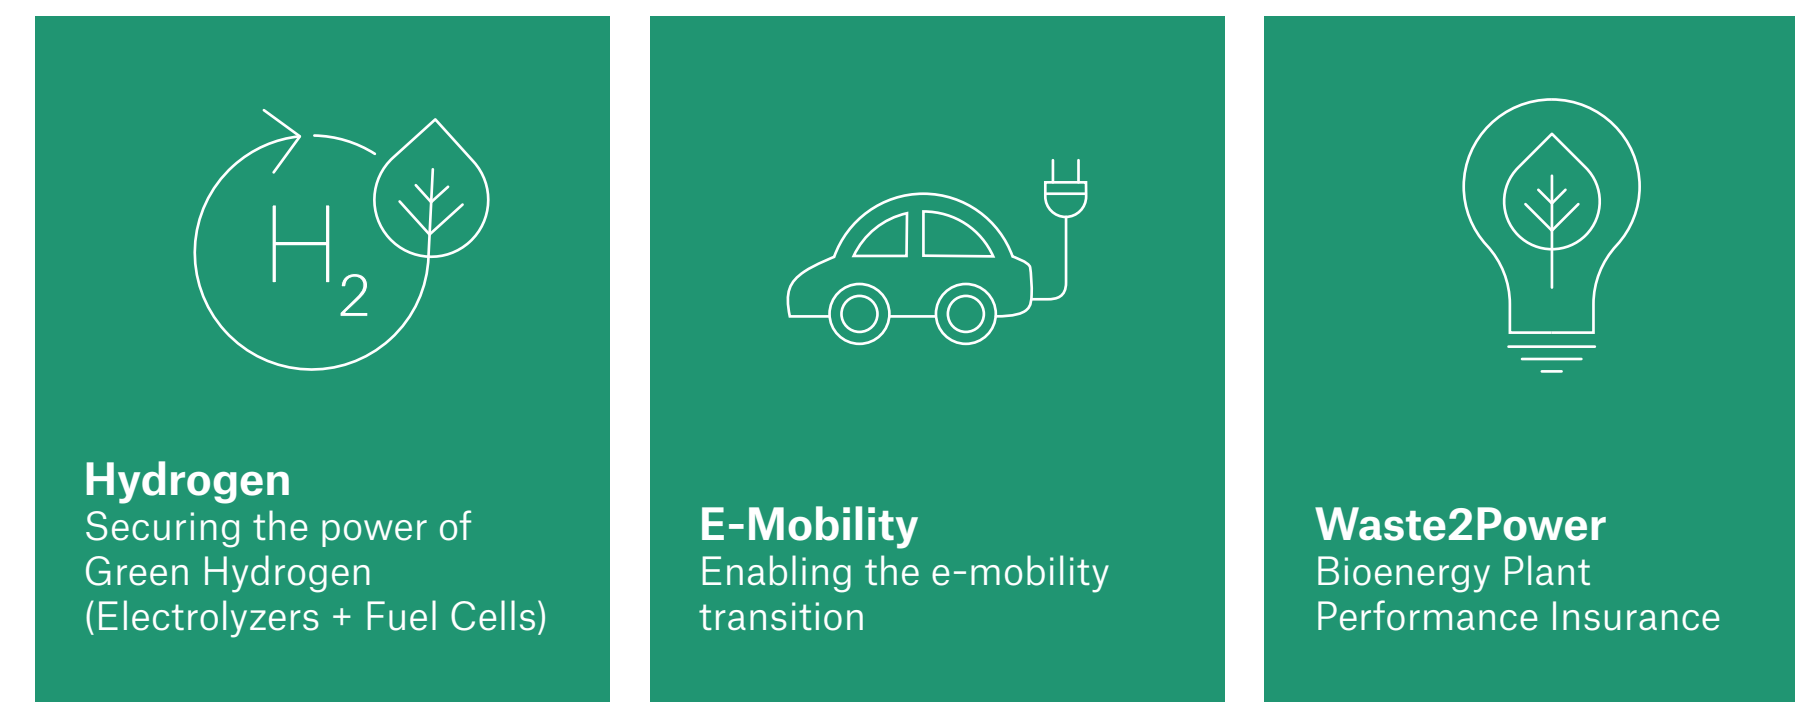 H2
Hydrogen
Securing the power of
Green Hydrogen
(Electrolyzers + Fuel Cells)
E-Mobility
Enabling the e-mobility
transition
Waste2Power
Bioenergy Plant
Performance Insurance